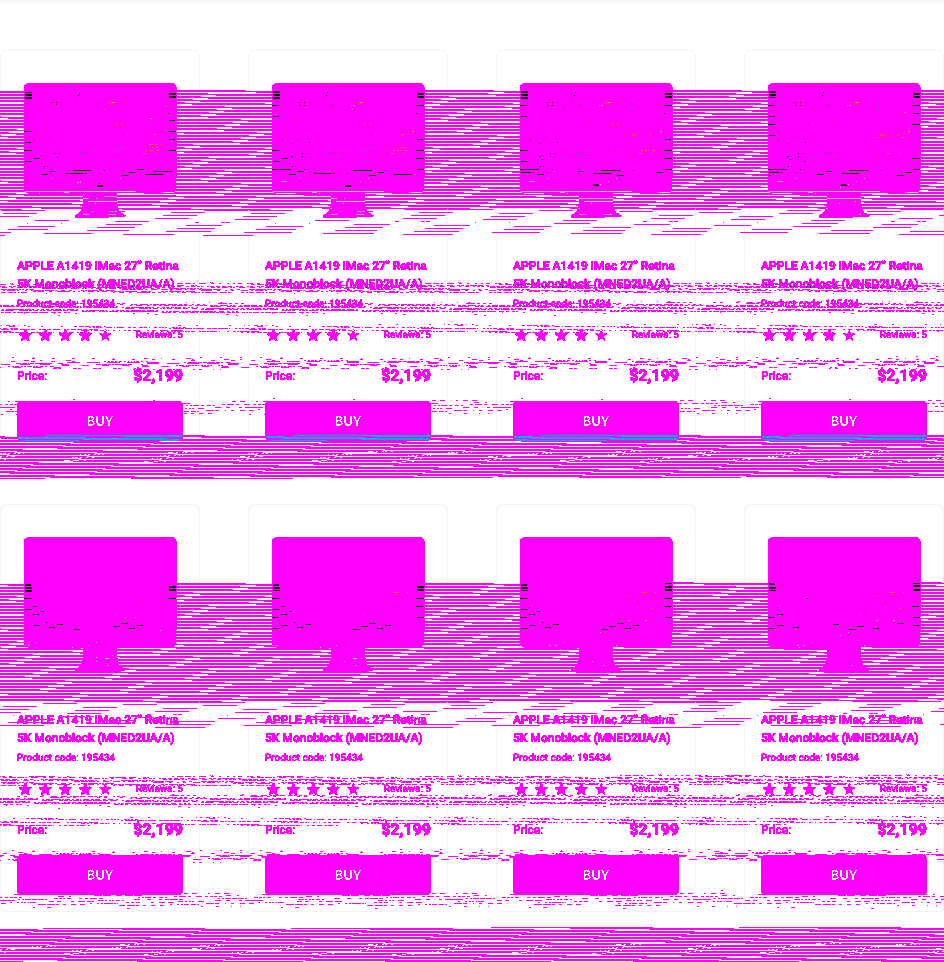 APPLE A1419 iMac 27" Retina
5K Monoblock (MNED2UA/A)
Product code: 195434
Reviews: 5
Price: $2,199
BUY
APPLE A1419 iMac 27" Retina
5K Monoblock (MNED2UA/A)
Product code: 195434
Reviews: 5
Price: $2,199
BUY
APPLE A1419 iMac 27" Retina
5K Monoblock (MNED2UA/A)
Product code: 195434
Reviews: 5
Price: $2,199
BUY
APPLE A1419 iMac 27" Retina
5K Monoblock (MNED2UA/A)
Product code: 195434
Reviews: 5
Price: $2,199
BUY
APPLE A1419 iMac 27" Retina
5K Monoblock (MNED2UA/A)
Product code: 195434
Reviews: 5
Price: $2,199
BUY
APPLE A1419 iMac 27" Retina
5K Monoblock (MNED2UA/A)
Product code: 195434
Reviews: 5
Price: $2,199
BUY
APPLE A1419 iMac 27" Retina
5K Monoblock (MNED2UA/A)
Product code: 195434
Reviews: 5
Price: $2,199
BUY
APPLE A1419 iMac 27" Retina
5K Monoblock (MNED2UA/A)
Product code: 195434
Reviews: 5
Price: $2,199
BUY